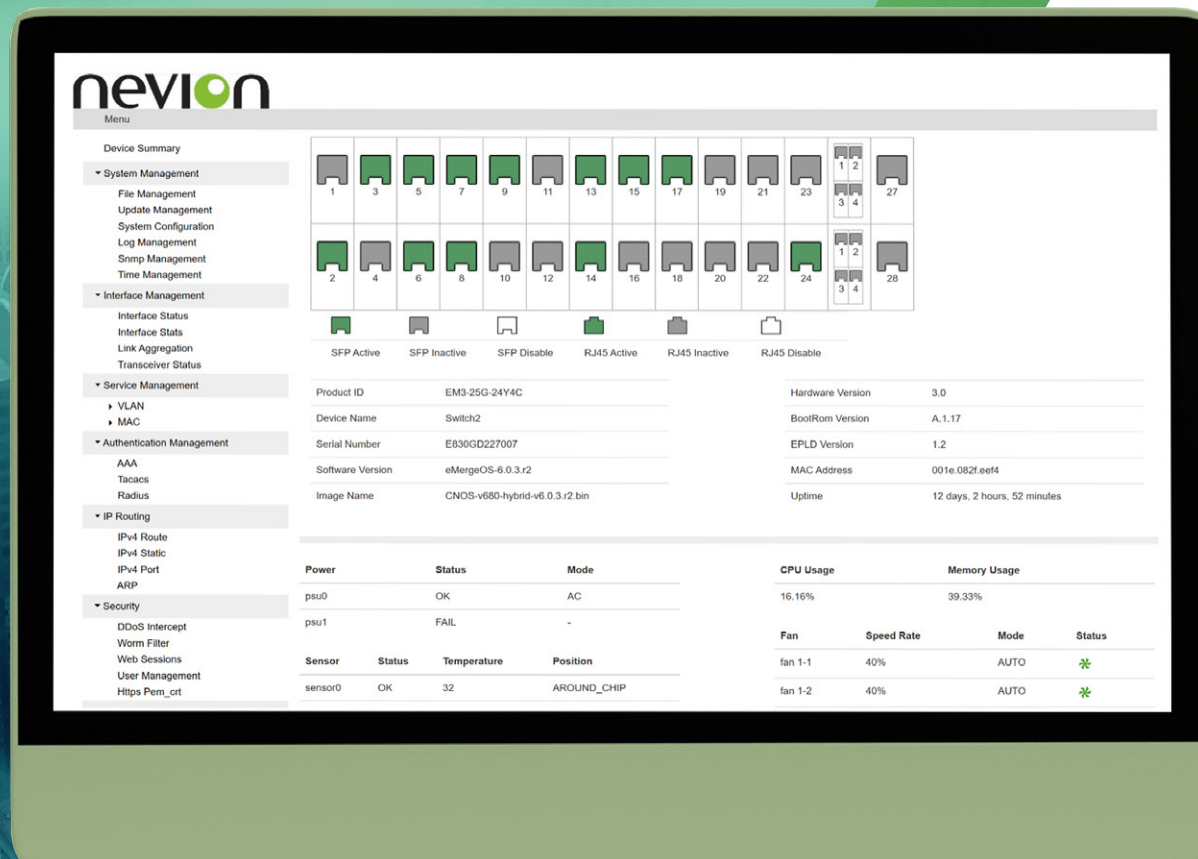 nevion
Menu
Device Summary
System Management
File Management
Update Management
System Configuration
Log Management
Snmp Management
Time Management
Interface Management
Interface Status
Interface Stats
Link Aggregation
Transceiver Status
Service Management
VLAN
MAC
Authentication Management
AAA
Tacacs
Radius
IP Routing
IPv4 Route
IPv4 Static
IPv4 Port
ARP
Security
DDoS Intercept
Worm Filter
Web Sessions
User Management
Https Pem_crt
1 2
1 3 5 7 9 11 13 15 17 19 21 23 27
3 4
1 2
2 4 6 8 10 12 14 16 18 20 22 24 28
3 4
SFP Active SFP Inactive SFP Disable RJ45 Active RJ45 Inactive RJ45 Disable
Product ID EM3-25G-24Y4C
Device Name Switch2
Serial Number E830GD227007
Software Version eMergeOS-6.0.3.r2
Image Name CNOS-v680-hybrid-v6.0.3.r2.bin
Hardware Version 3.0
BootRom Version A.1.17
EPLD Version 1.2
MAC Address 001e.082f.eef4
Uptime 12 days, 2 hours, 52 minutes
Power Status Mode
psu0 OK AC
psu1 FAIL -
Sensor Status Temperature Position
sensor0 OK 32 AROUND_CHIP
CPU Usage Memory Usage
16.16% 39.33%
Fan Speed Rate Mode Status
fan 1-1 40% AUTO
fan 1-2 40% AUTO